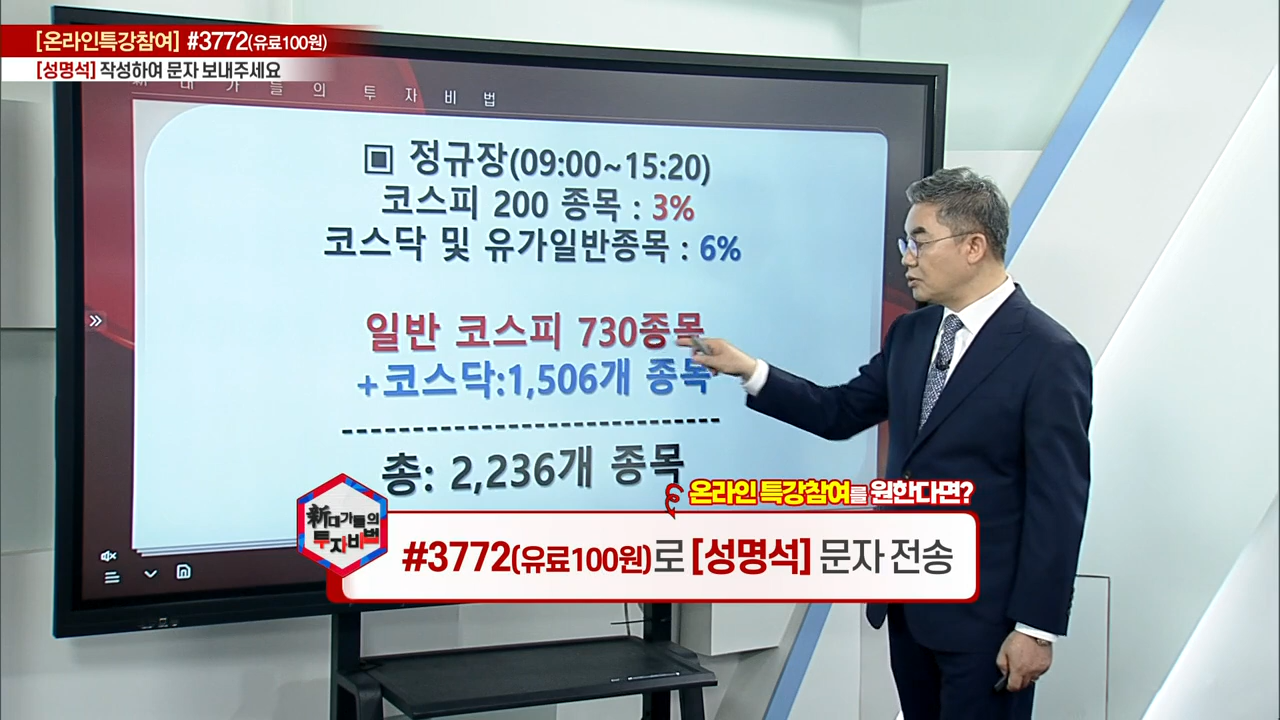 [온라인특강참여] #3772(유료100원)
[성명석] 작성하여 문자 보내주세요
新 대 가 들 의 투 자 비 법
▣ 정규장(09:00~15:20)
코스피 200 종목 : 3%
코스닥 및 유가일반종목 : 6%
일반 코스피 730종목
+코스닥:1,506개 종목
---------------------------
총: 2,236개 종목
온라인 특강참여를 원한다면?
新대가들의
투자비법
#3772(유료100원)로 [성명석] 문자 전송